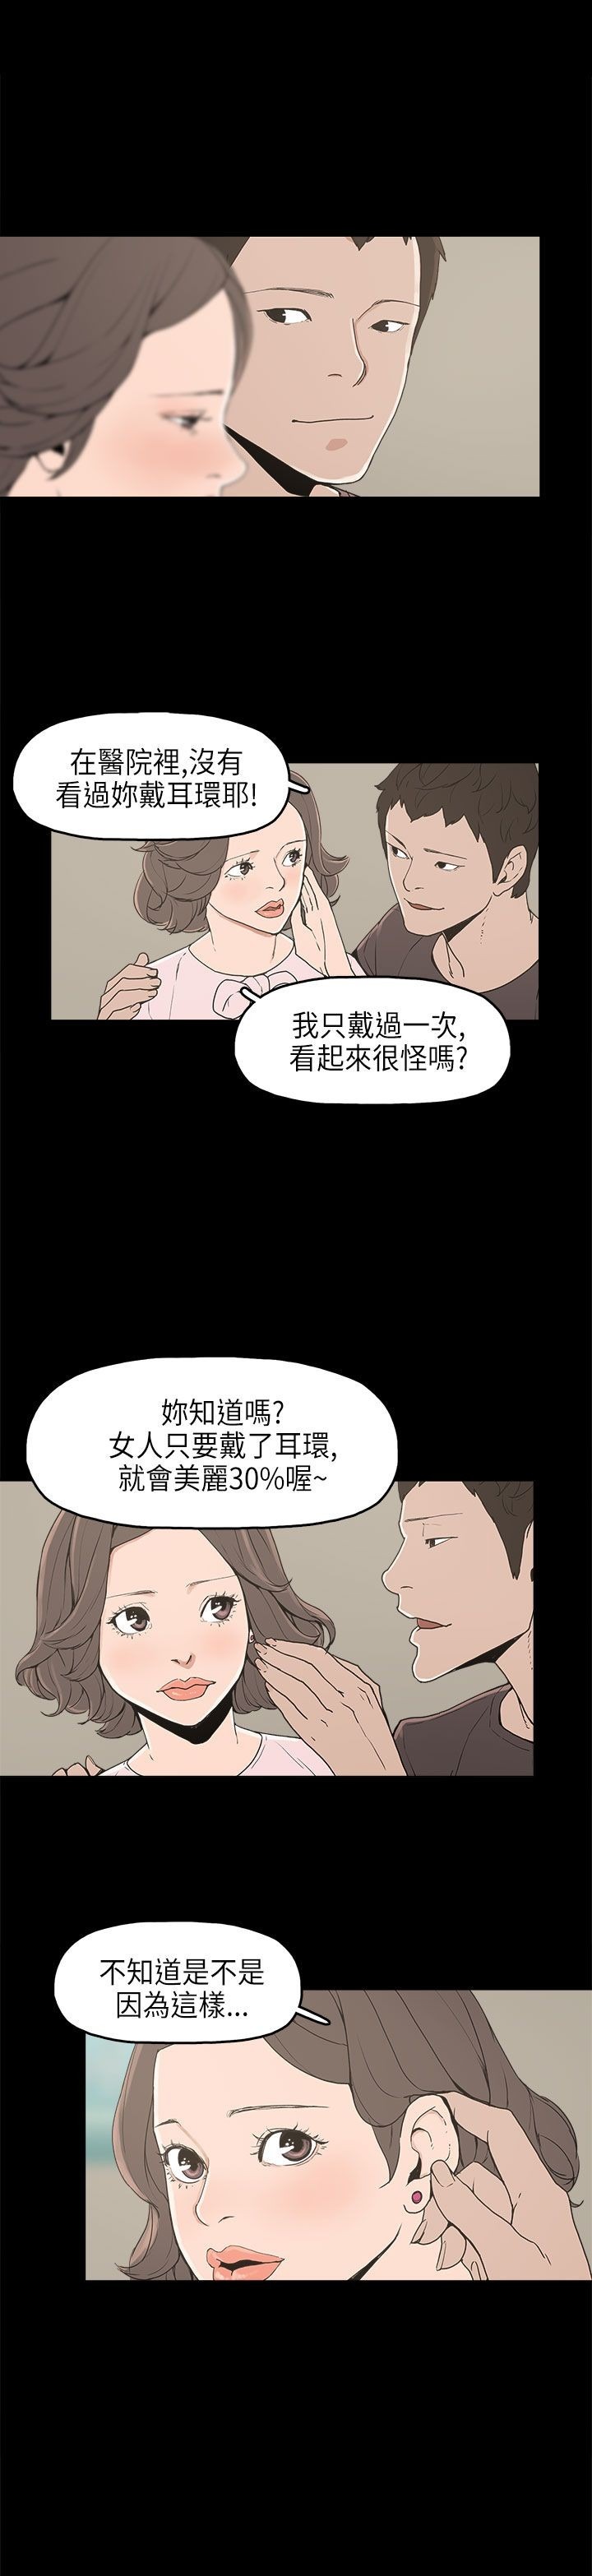 在醫院裡,沒有
看過妳戴耳環耶!
我只戴過一次,
看起來很怪嗎?
妳知道嗎?
女人只要戴了耳環,
就會美麗30%喔~
不知道是不是
因為這樣...